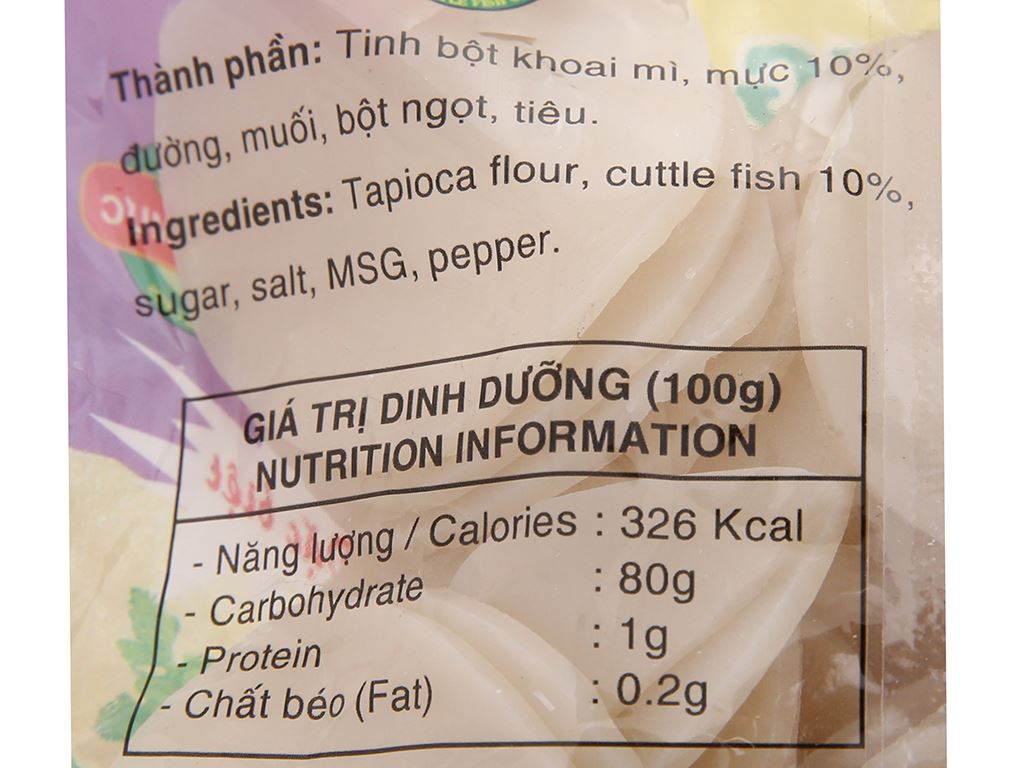 Thành phần: Tinh bột khoai mì, mực 10%,
đường, muối, bột ngọt, tiêu.
Ingredients: Tapioca flour, cuttle fish 10%,
sugar, salt, MSG, pepper.
GIÁ TRỊ DINH DƯỠNG (100g)
NUTRITION INFORMATION
- Năng lượng / Calories : 326 Kcal
- Carbohydrate : 80g
- Protein : 1g
- Chất béo (Fat) : 0.2g